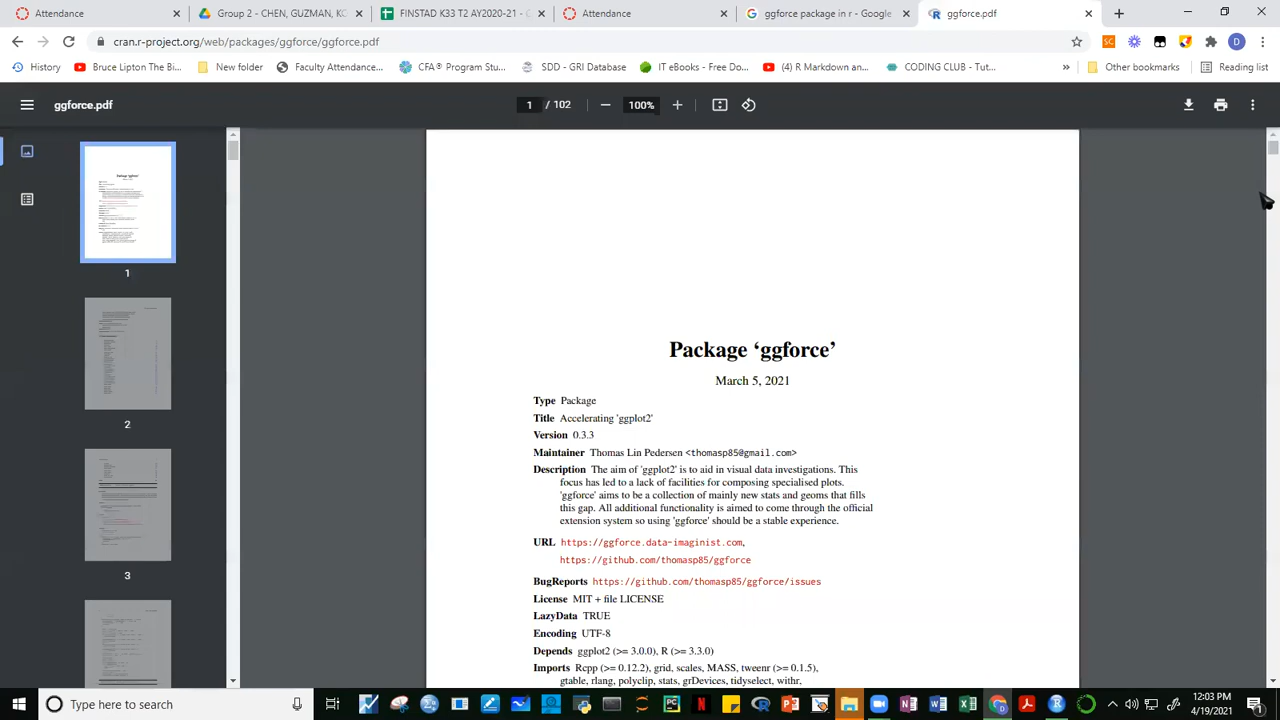 Attendance
Group 2 - CHEN, GUZMAN, KO
FINSTAD K33 T2 AY2020-21 - G
Attendance
ggforce package in r - Google
ggforce.pdf
cran.r-project.org/web/packages/ggforce/ggforce.pdf
SC
D
History
Bruce Lipton The Bi...
New folder
Faculty Attendance...
CFA® Program Stu...
SDD - GRI Database
IT eBooks - Free Do...
(4) R Markdown an...
CODING CLUB - Tut...
»
Other bookmarks
Reading list
ggforce.pdf
1 / 102
100%
1
2
3
Package ‘ggforce’
March 5, 2021
Type Package
Title Accelerating 'ggplot2'
Version 0.3.3
Maintainer Thomas Lin Pedersen <thomasp85@gmail.com>
Description The aim of 'ggplot2' is to aid in visual data investigations. This
focus has led to a lack of facilities for composing specialised plots.
'ggforce' aims to be a collection of mainly new stats and geoms that fills
this gap. All additional functionality is aimed to come through the official
extension system so using 'ggforce' should be a stable experience.
URL https://ggforce.data-imaginist.com,
https://github.com/thomasp85/ggforce
BugReports https://github.com/thomasp85/ggforce/issues
License MIT + file LICENSE
LazyData TRUE
Encoding UTF-8
Depends ggplot2 (>= 3.0.0), R (>= 3.3.0)
Imports Rcpp (>= 0.12.2), grid, scales, MASS, tweenr (>= 0.1.5),
gtable, rlang, polyclip, stats, grDevices, tidyselect, withr,
Type here to search
12:03 PM
4/19/2021